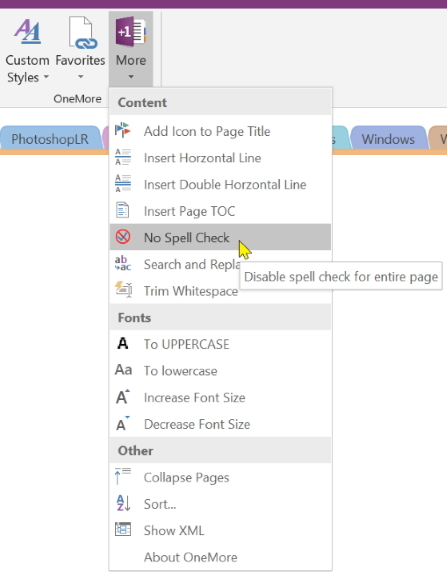 +1
Custom Styles
Favorites
More
OneMore
PhotoshopLR
s
Windows
W
Content
Add Icon to Page Title
Insert Horzontal Line
Insert Double Horzontal Line
Insert Page TOC
No Spell Check
Search and Repla
Disable spell check for entire page
Trim Whitespace
Fonts
A To UPPERCASE
Aa To lowercase
A Increase Font Size
A Decrease Font Size
Other
Collapse Pages
Sort...
Show XML
About OneMore